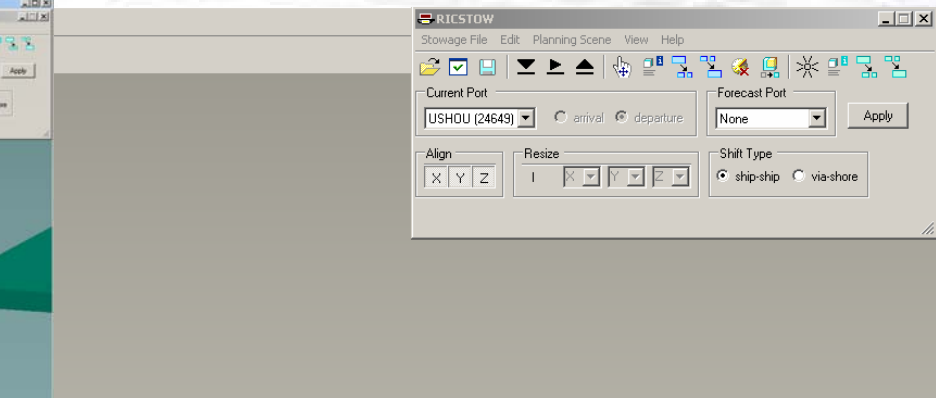 RICSTOW
Stowage File Edit Planning Scene View Help
Current Port
Forecast Port
USHOU (24649)
arrival
departure
None
Apply
Align
Resize
Shift Type
X Y Z
I
X
Y
Z
ship-ship
via-shore
Apply